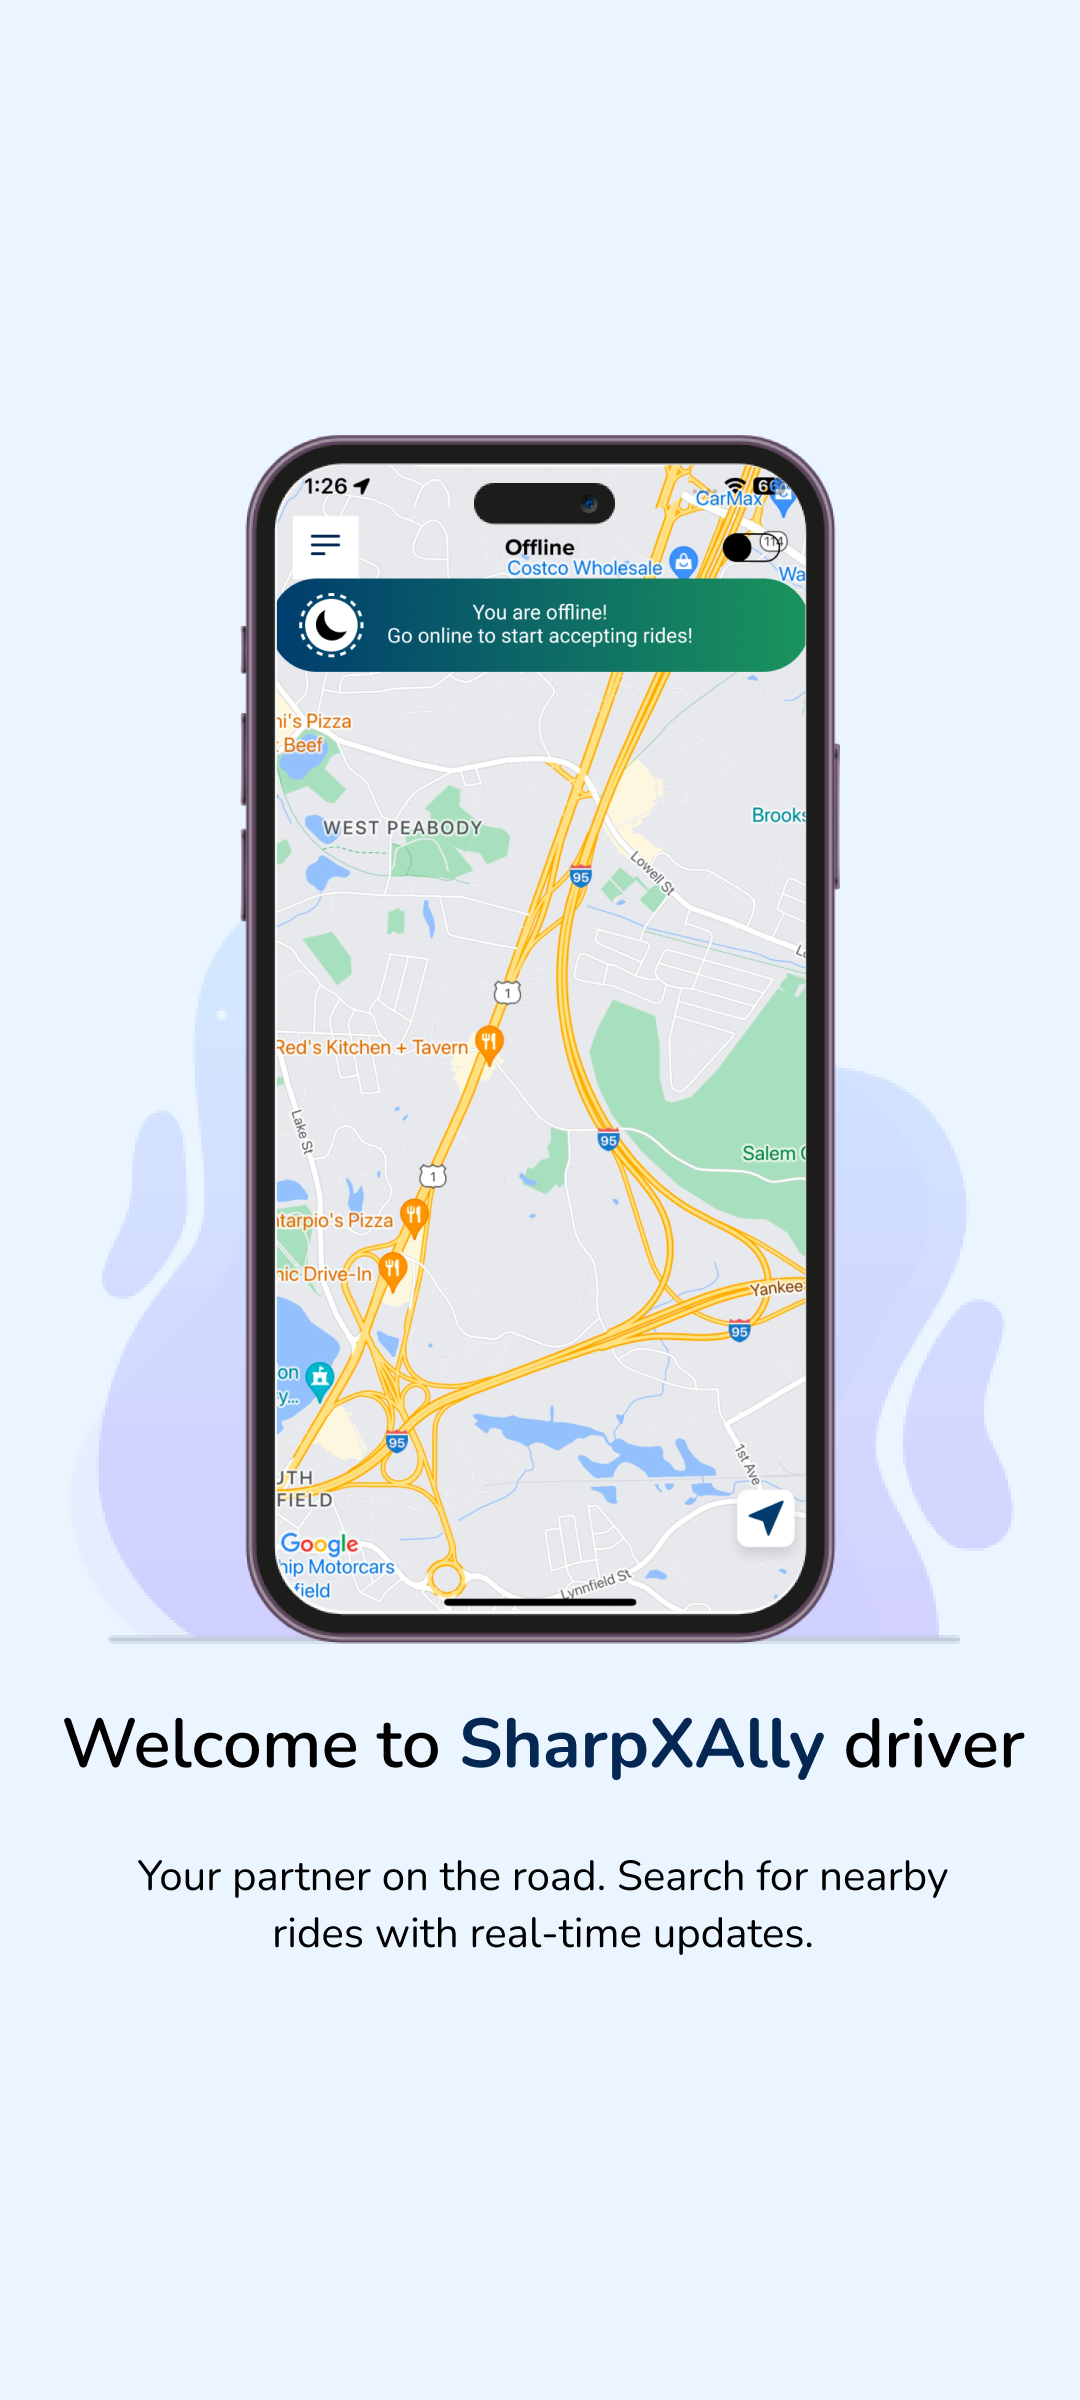 1:26
CarMax
Offline
114
Costco Wholesale
Wa
You are offline!
Go online to start accepting rides!
ni's Pizza
t Beef
WEST PEABODY
Brooks
95
Lowell St
1
Red's Kitchen + Tavern
95
Lake St
Salem
1
ntarpio's Pizza
nic Drive-In
Yankee
95
on
y...
95
1st Ave
UTH
FIELD
Google
hip Motorcars
field
Lynnfield St
Welcome to SharpXAlly driver
Your partner on the road. Search for nearby
rides with real-time updates.